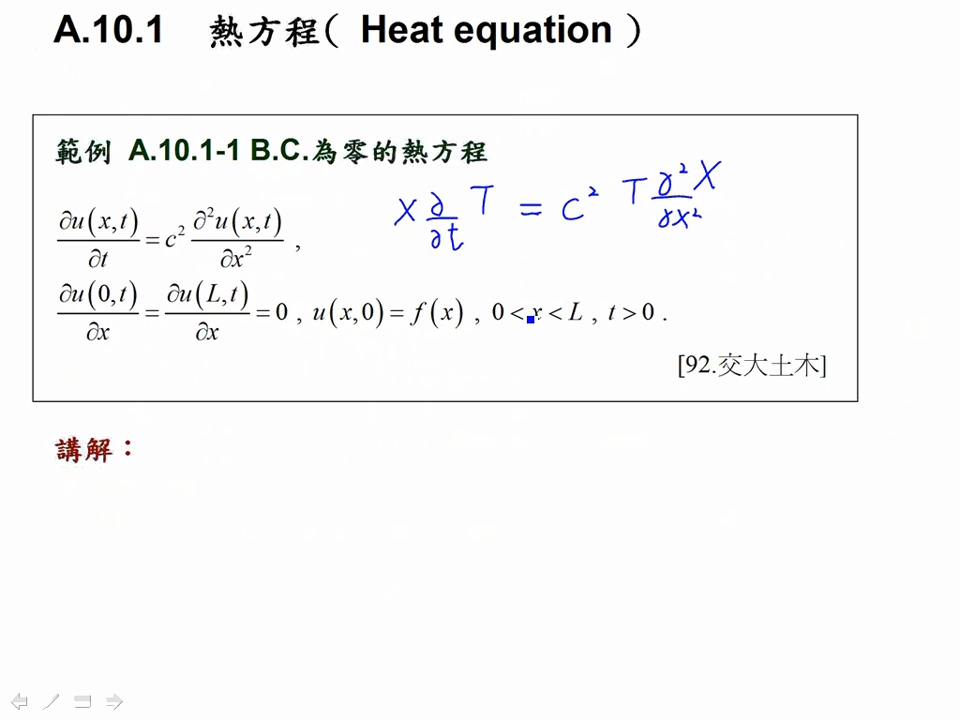 A.10.1 熱方程( Heat equation )
範例 A.10.1-1 B.C.為零的熱方程
∂u(x,t)/∂t = c² ∂²u(x,t)/∂x² ,
X ∂/∂t T = c² T ∂²X/∂x²
∂u(0,t)/∂x = ∂u(L,t)/∂x = 0 , u(x,0) = f(x) , 0 < x < L , t > 0 .
[92.交大土木]
講解：